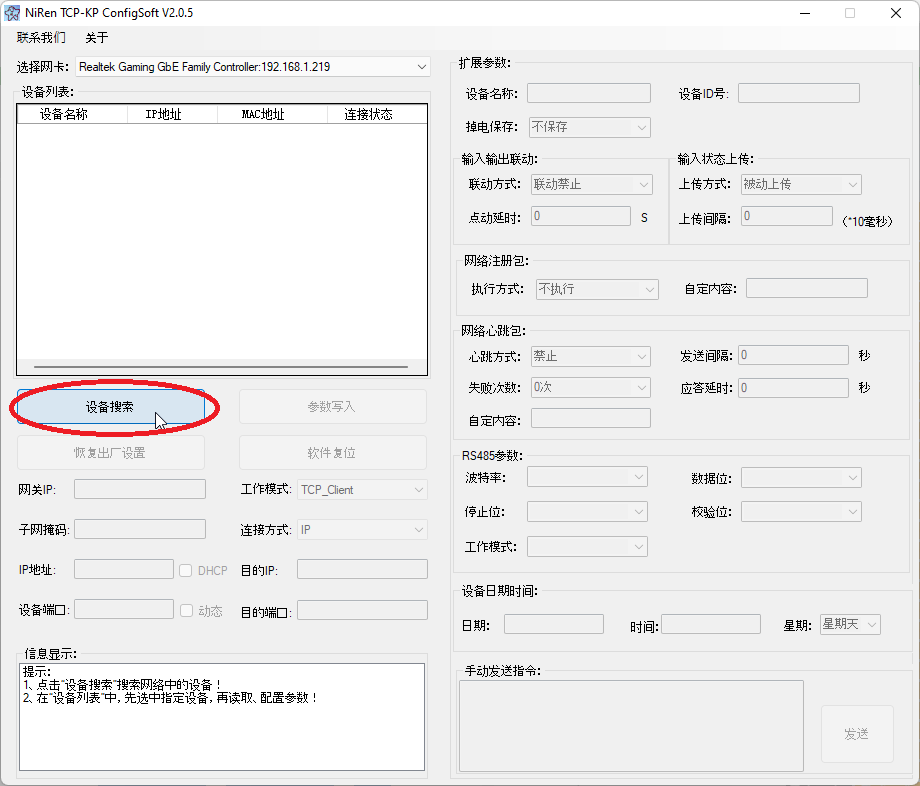 NiRen TCP-KP ConfigSoft V2.0.5
联系我们 关于
选择网卡: Realtek Gaming GbE Family Controller:192.168.1.219
设备列表:
设备名称 IP地址 MAC地址 连接状态
设备搜索 参数写入
恢复出厂设置 软件复位
网关IP: 工作模式: TCP_Client
子网掩码: 连接方式: IP
IP地址: DHCP 目的IP:
设备端口: 动态 目的端口:
信息显示:
提示:
1、点击"设备搜索"搜索网络中的设备！
2、在"设备列表"中，先选中指定设备，再读取、配置参数！
扩展参数:
设备名称: 设备ID号:
掉电保存: 不保存
输入输出联动:
联动方式: 联动禁止
点动延时: 0 S
输入状态上传:
上传方式: 被动上传
上传间隔: 0 (*10毫秒)
网络注册包:
执行方式: 不执行 自定内容:
网络心跳包:
心跳方式: 禁止 发送间隔: 0 秒
失败次数: 0次 应答延时: 0 秒
自定内容:
RS485参数:
波特率: 数据位:
停止位: 校验位:
工作模式:
设备日期时间:
日期: 时间: 星期: 星期天
手动发送指令:
发送